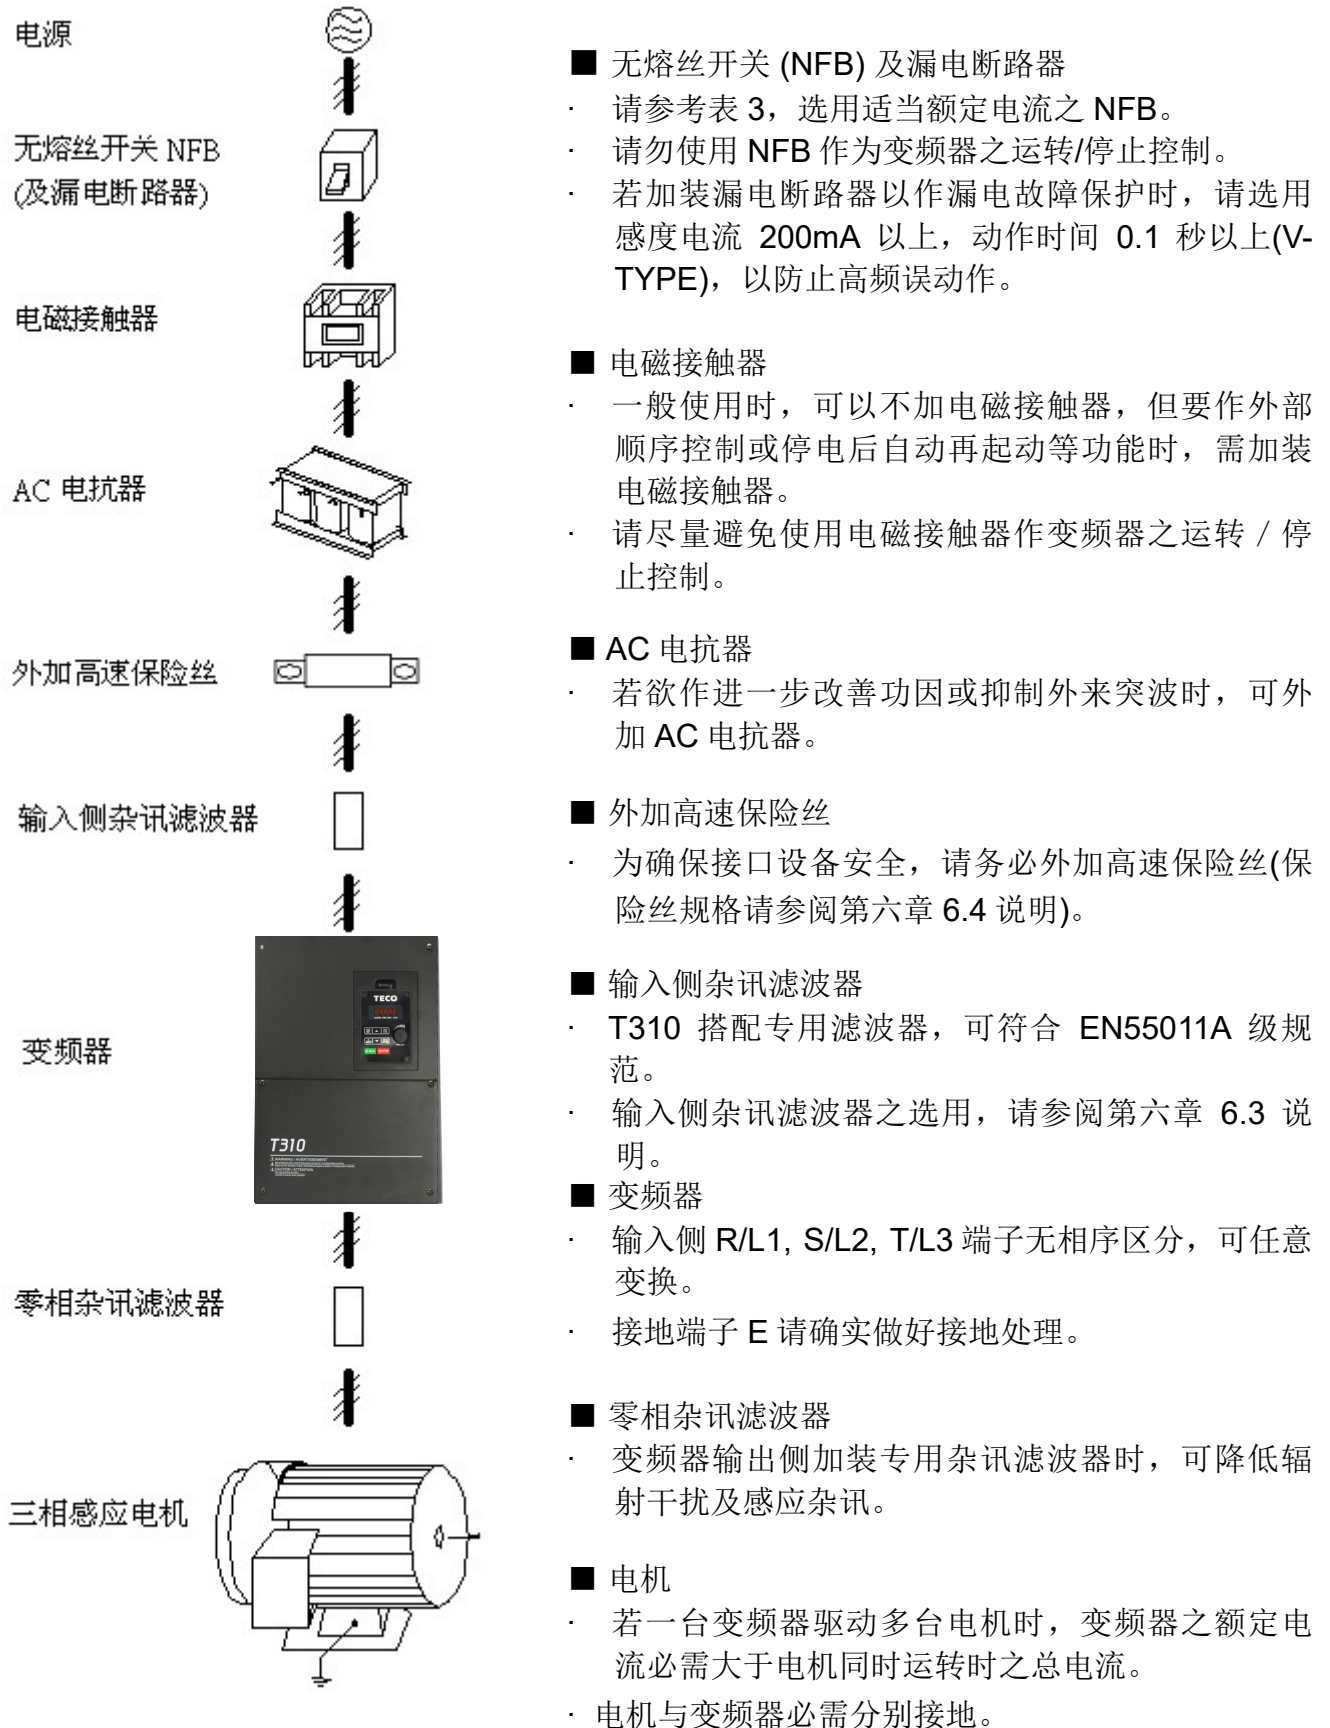 电源
无熔丝开关 NFB
(及漏电断路器)
电磁接触器
AC 电抗器
外加高速保险丝
输入侧杂讯滤波器
变频器
TECO
T310
WARNING / AVERTISSEMENT
CAUTION / ATTENTION
零相杂讯滤波器
三相感应电机
■ 无熔丝开关 (NFB) 及漏电断路器
· 请参考表 3，选用适当额定电流之 NFB。
· 请勿使用 NFB 作为变频器之运转/停止控制。
· 若加装漏电断路器以作漏电故障保护时，请选用
感度电流 200mA 以上，动作时间 0.1 秒以上(V-
TYPE)，以防止高频误动作。
■ 电磁接触器
· 一般使用时，可以不加电磁接触器，但要作外部
顺序控制或停电后自动再起动等功能时，需加装
电磁接触器。
· 请尽量避免使用电磁接触器作变频器之运转／停
止控制。
■ AC 电抗器
· 若欲作进一步改善功因或抑制外来突波时，可外
加 AC 电抗器。
■ 外加高速保险丝
· 为确保接口设备安全，请务必外加高速保险丝(保
险丝规格请参阅第六章 6.4 说明)。
■ 输入侧杂讯滤波器
· T310 搭配专用滤波器，可符合 EN55011A 级规
范。
· 输入侧杂讯滤波器之选用，请参阅第六章 6.3 说
明。
■ 变频器
· 输入侧 R/L1, S/L2, T/L3 端子无相序区分，可任意
变换。
· 接地端子 E 请确实做好接地处理。
■ 零相杂讯滤波器
· 变频器输出侧加装专用杂讯滤波器时，可降低辐
射干扰及感应杂讯。
■ 电机
· 若一台变频器驱动多台电机时，变频器之额定电
流必需大于电机同时运转时之总电流。
· 电机与变频器必需分别接地。